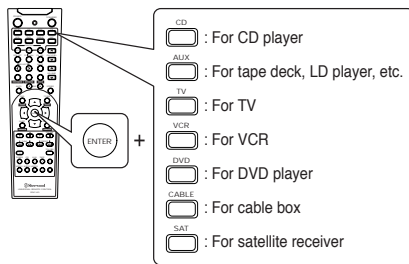 CD
: For CD player
AUX
: For tape deck, LD player, etc.
TV
: For TV
VCR
: For VCR
DVD
: For DVD player
CABLE
: For cable box
SAT
: For satellite receiver
ENTER
+
Sherwood